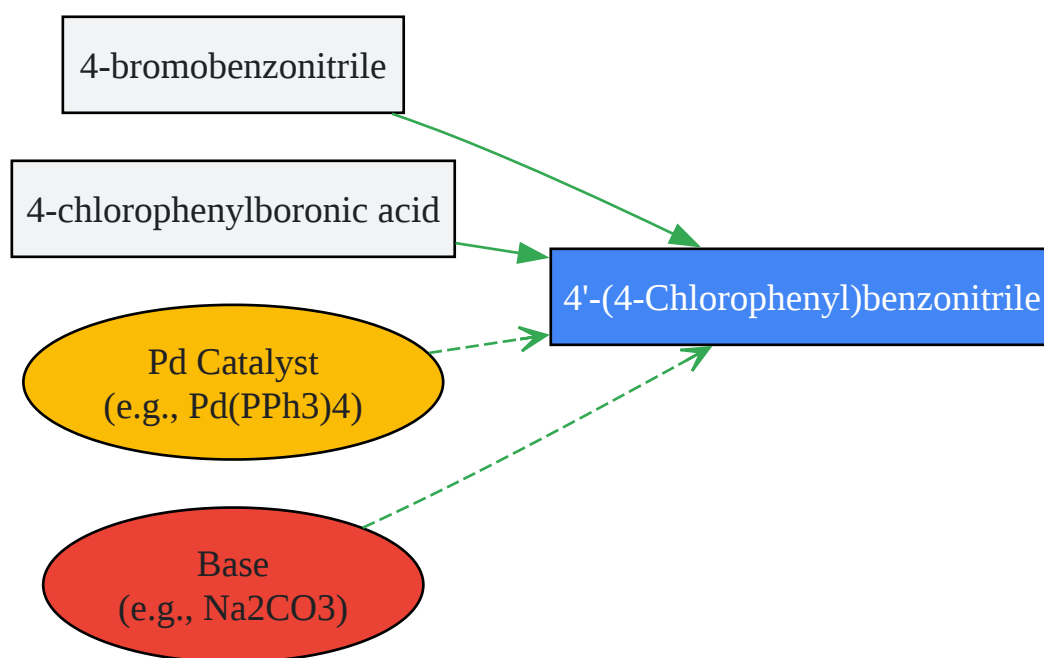 4-bromobenzonitrile
4-chlorophenylboronic acid
4'-(4-Chlorophenyl)benzonitrile
Pd Catalyst
(e.g., Pd(PPh3)4)
Base
(e.g., Na2CO3)